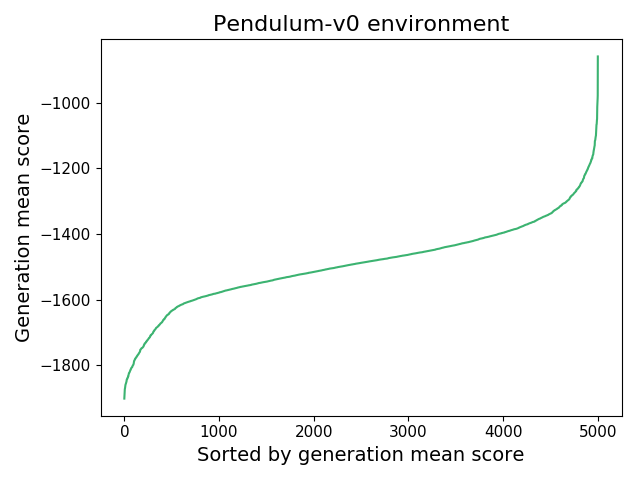 Pendulum-v0 environment
Generation mean score
−1000
−1200
−1400
−1600
−1800
0 1000 2000 3000 4000 5000
Sorted by generation mean score